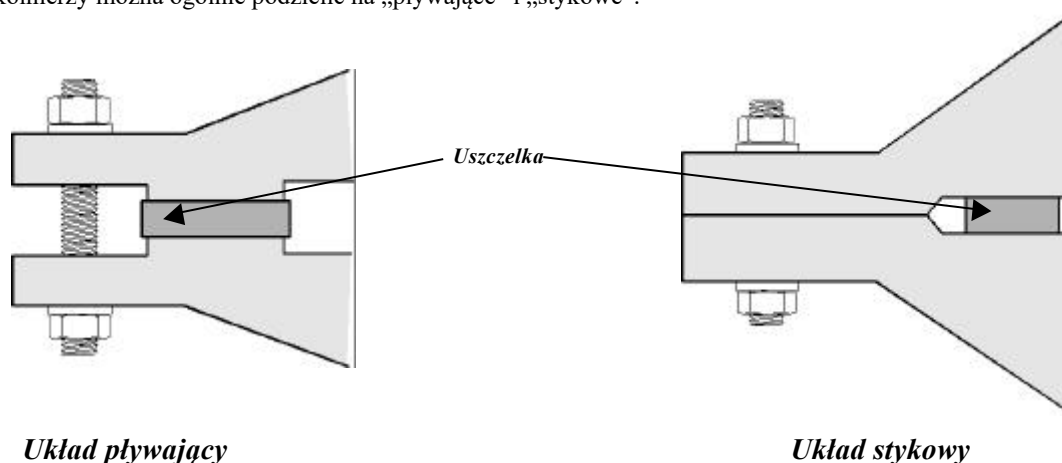 kołnierzy można ogólnie podzielić na „pływające” i „stykowe”.
Uszczelka
Układ pływający
Układ stykowy